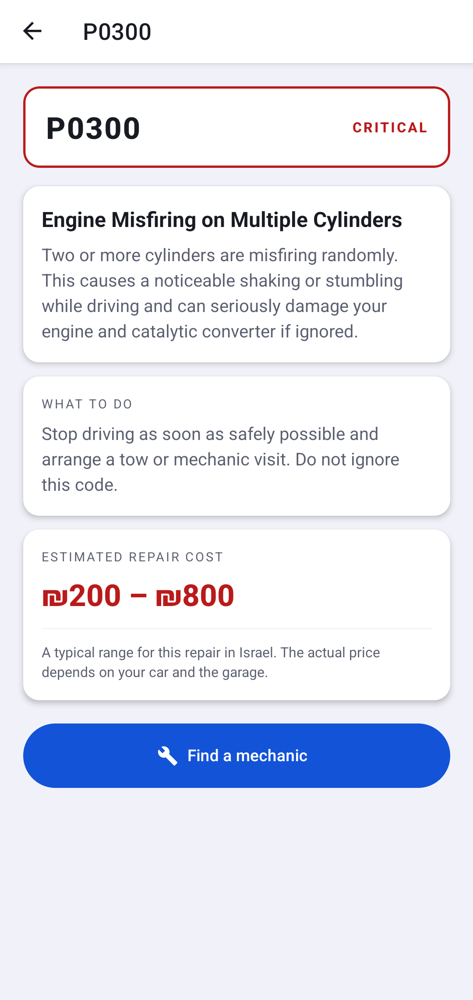 P0300
P0300
CRITICAL
Engine Misfiring on Multiple Cylinders
Two or more cylinders are misfiring randomly.
This causes a noticeable shaking or stumbling
while driving and can seriously damage your
engine and catalytic converter if ignored.
WHAT TO DO
Stop driving as soon as safely possible and
arrange a tow or mechanic visit. Do not ignore
this code.
ESTIMATED REPAIR COST
₪200 – ₪800
A typical range for this repair in Israel. The actual price
depends on your car and the garage.
Find a mechanic